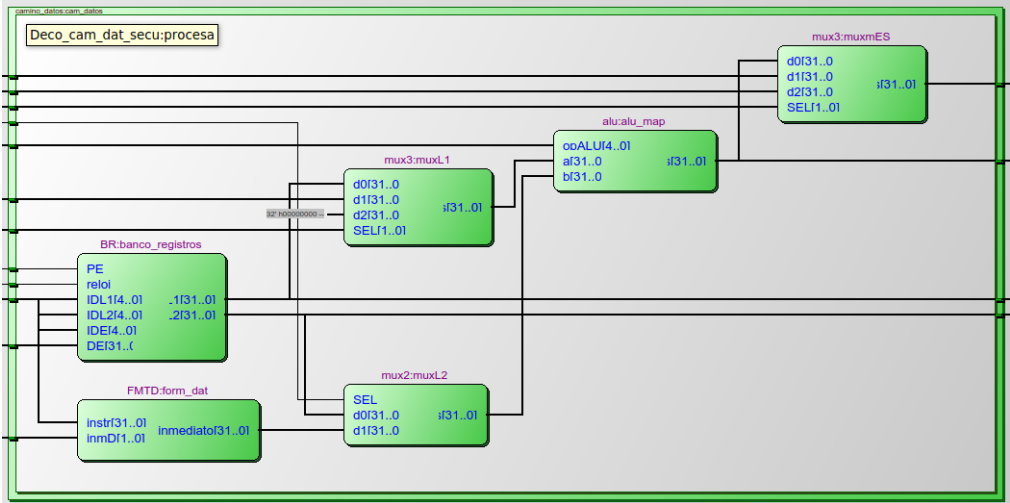 camino_datos:cam_datos
Deco_cam_dat_secu:procesa
mux3:muxmES
d0[31..0
d1[31..0
d2[31..0
SEL[1..0]
s[31..0]
alu:alu_map
opALU[4..0]
a[31..0
b[31..0
s[31..0]
mux3:muxL1
d0[31..0
d1[31..0
d2[31..0
SEL[1..0]
s[31..0]
32' h00000000 --
BR:banco_registros
PE
reloj
IDL1[4..0]
IDL2[4..0]
IDE[4..0]
DE[31..(
_1[31..0]
_2[31..0]
FMTD:form_dat
instr[31..0]
inmD[1..0]
inmediato[31..0]
mux2:muxL2
SEL
d0[31..0
d1[31..0
s[31..0]